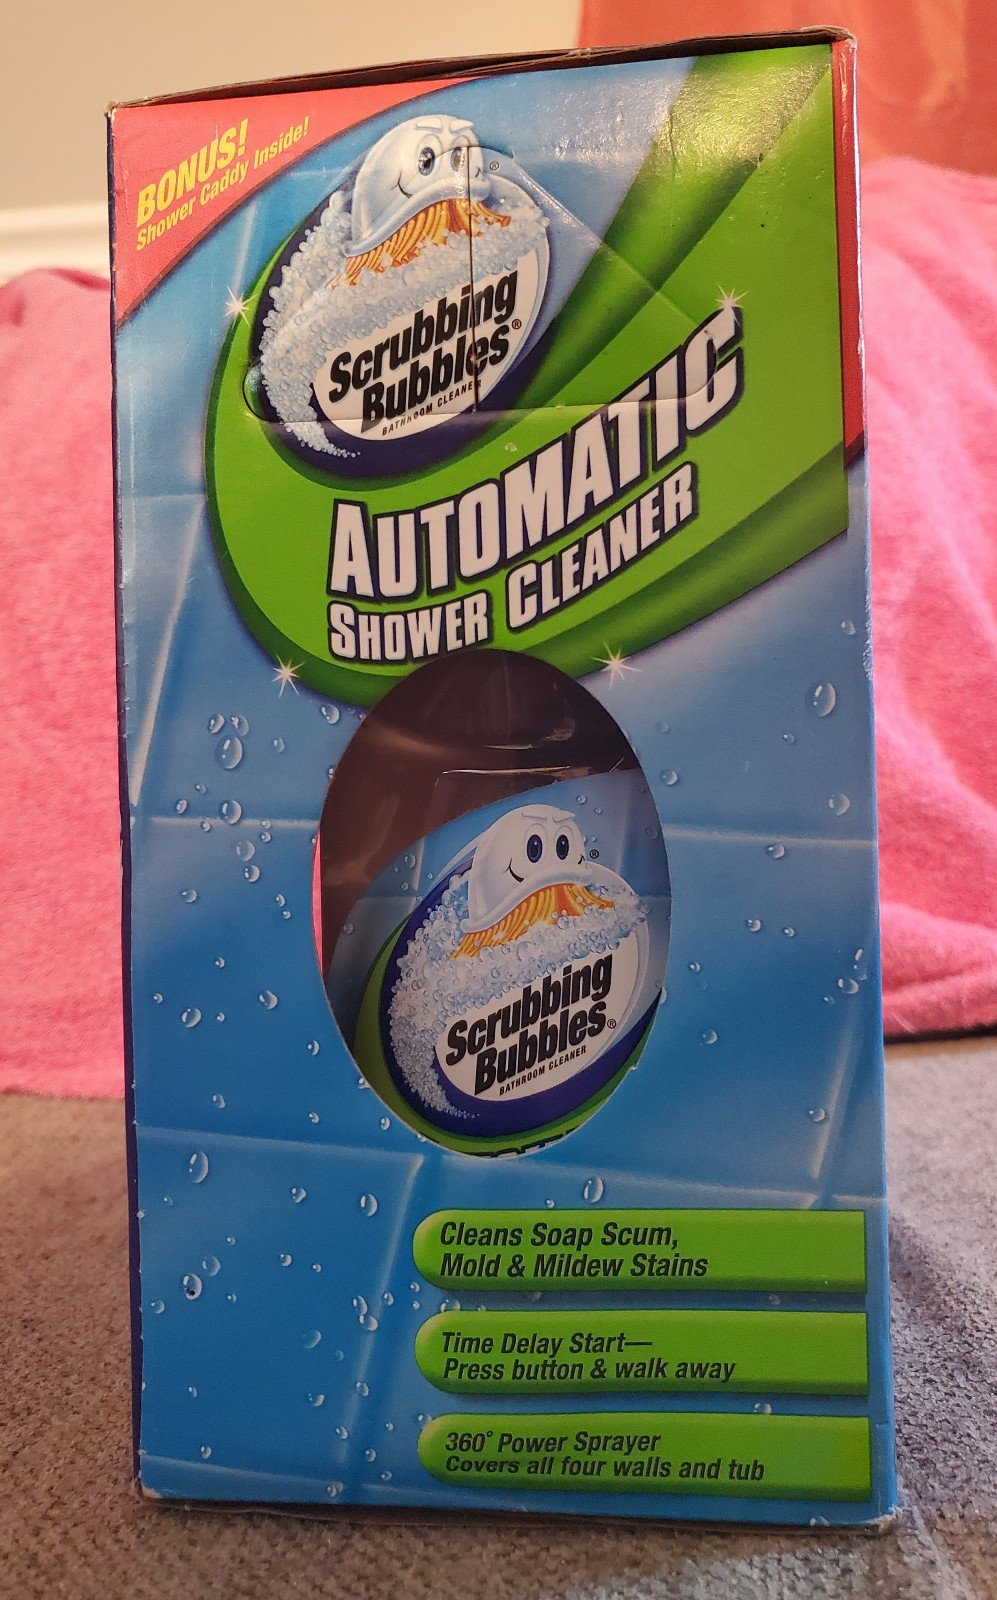 BONUS!
Shower Caddy Inside!
®
Scrubbing
Bubbles®
BATHROOM CLEANER
AUTOMATIC
SHOWER CLEANER
®
Scrubbing
Bubbles®
BATHROOM CLEANER
Cleans Soap Scum,
Mold & Mildew Stains
Time Delay Start—
Press button & walk away
360° Power Sprayer
Covers all four walls and tub